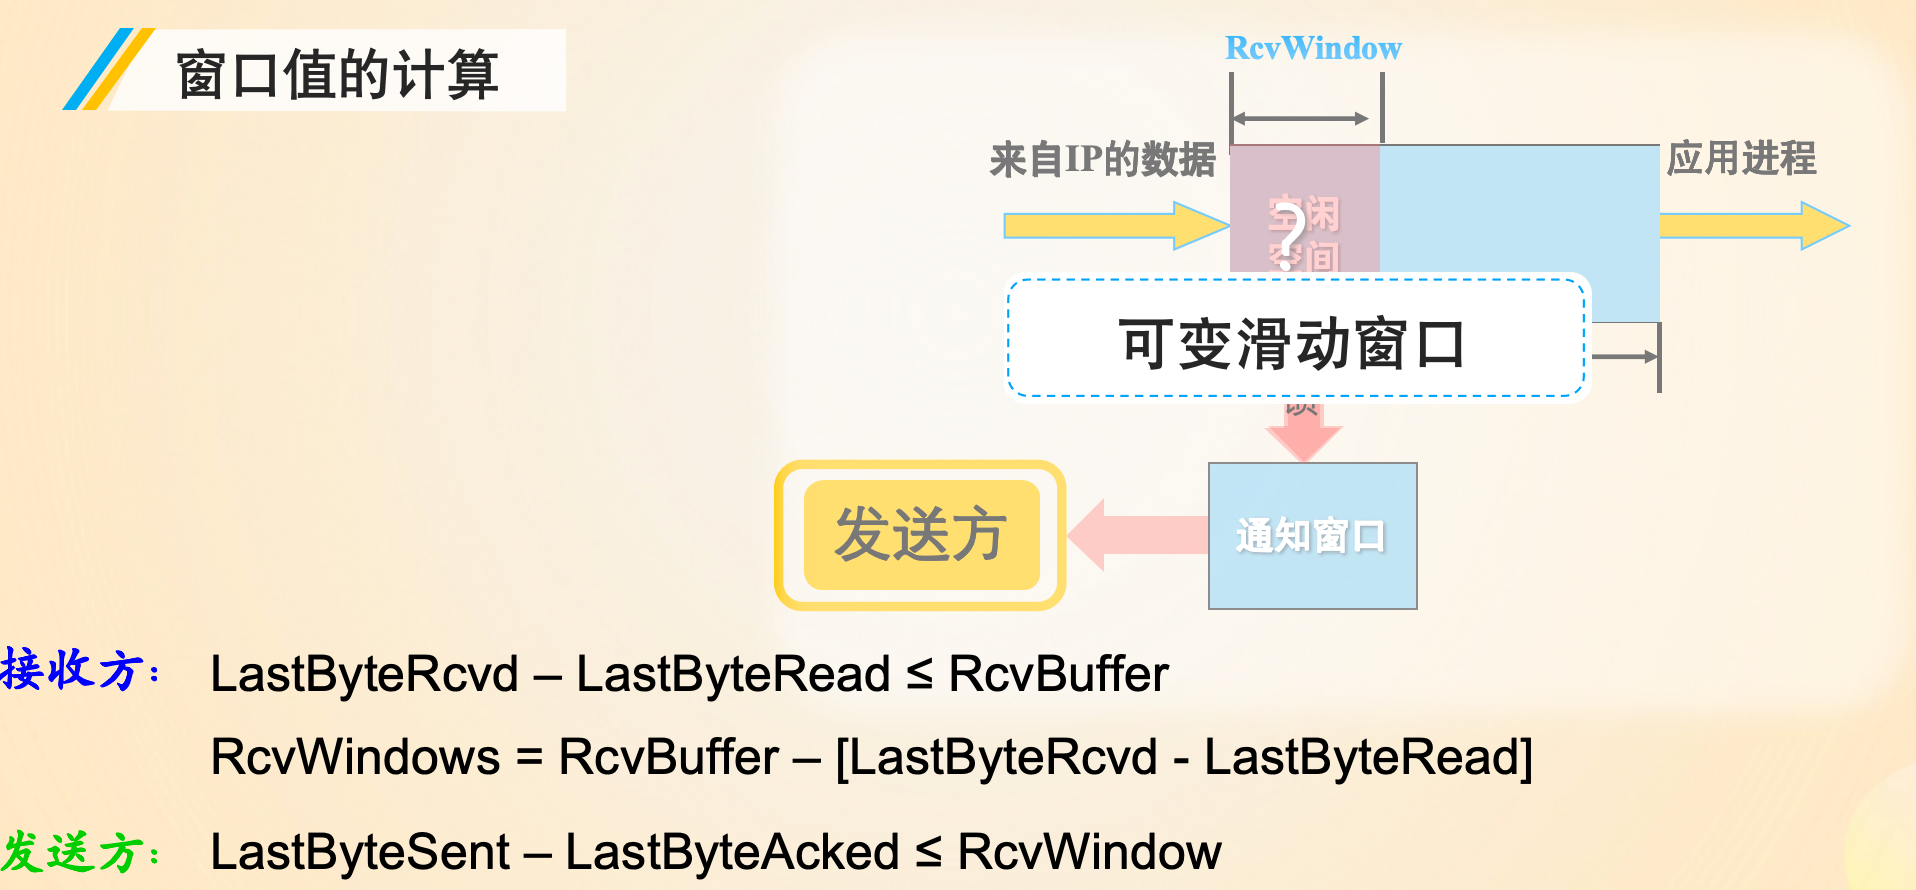 窗口值的计算
RcvWindow
来自IP的数据
应用进程
空闲
空间
?
可变滑动窗口
发送方
通知窗口
接收方: LastByteRcvd – LastByteRead ≤ RcvBuffer
RcvWindows = RcvBuffer – [LastByteRcvd - LastByteRead]
发送方: LastByteSent – LastByteAcked ≤ RcvWindow